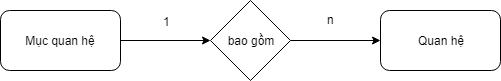 Mục quan hệ
1
bao gồm
n
Quan hệ